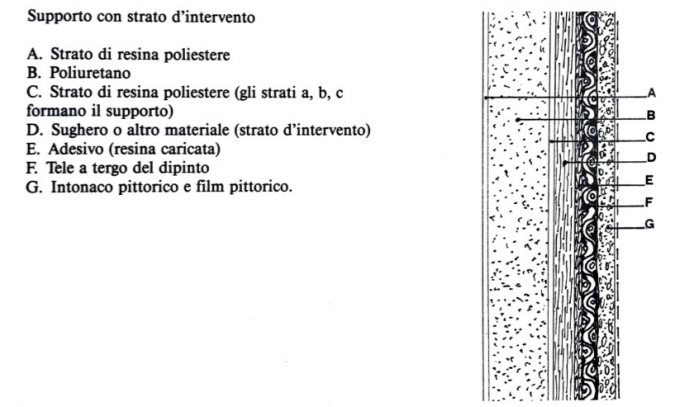 Supporto con strato d'intervento
A. Strato di resina poliestere
B. Poliuretano
C. Strato di resina poliestere (gli strati a, b, c
formano il supporto)
D. Sughero o altro materiale (strato d'intervento)
E. Adesivo (resina caricata)
F. Tele a tergo del dipinto
G. Intonaco pittorico e film pittorico.
A
B
C
D
E
F
G